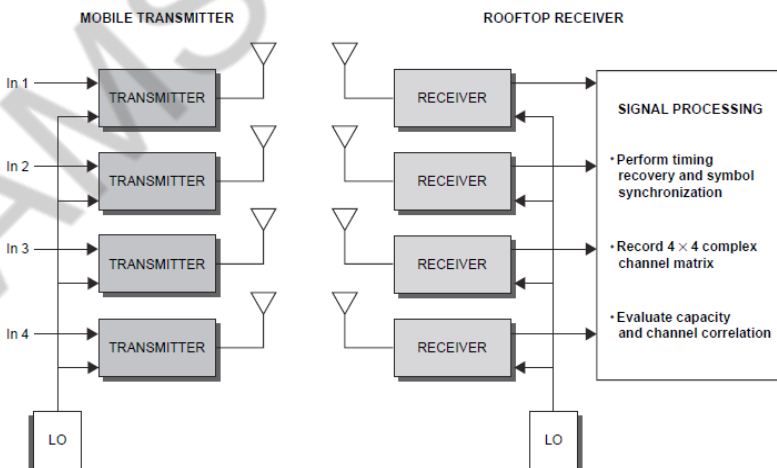 MOBILE TRANSMITTER
ROOFTOP RECEIVER
In 1
TRANSMITTER
RECEIVER
In 2
TRANSMITTER
RECEIVER
In 3
TRANSMITTER
RECEIVER
In 4
TRANSMITTER
RECEIVER
SIGNAL PROCESSING
• Perform timing
recovery and symbol
synchronization
• Record 4 × 4 complex
channel matrix
• Evaluate capacity
and channel correlation
LO
LO
AMS